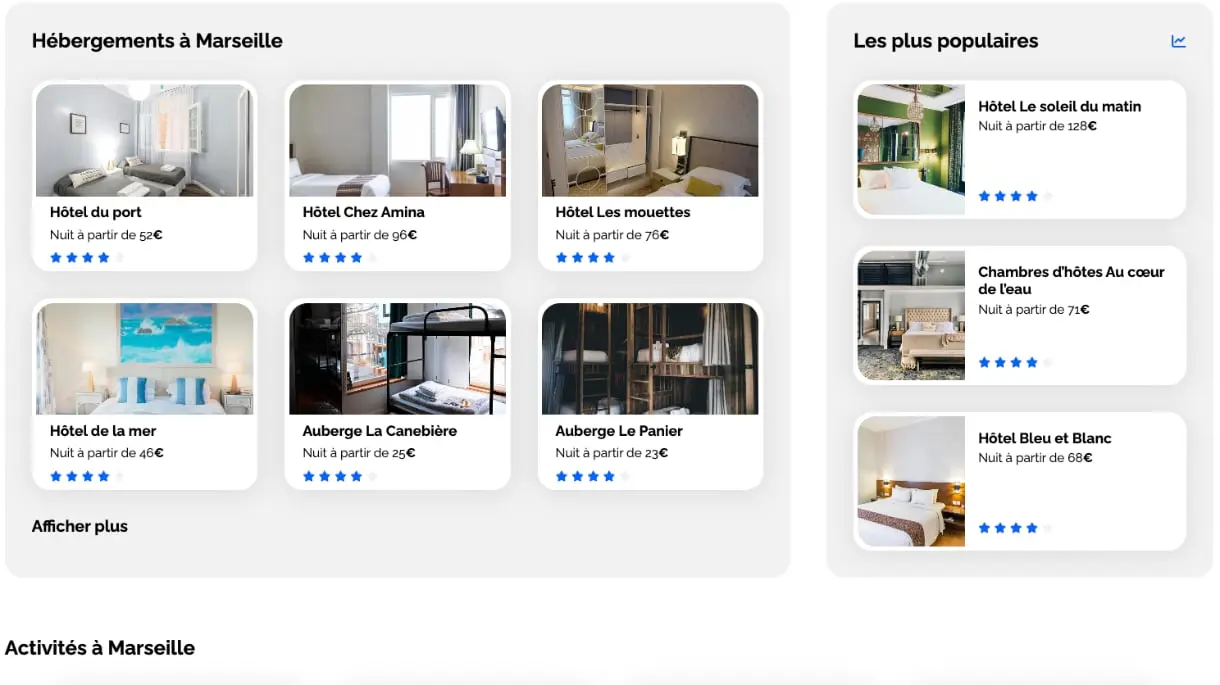 Hébergements à Marseille
Hôtel du port
Nuit à partir de 52€
Hôtel Chez Amina
Nuit à partir de 96€
Hôtel Les mouettes
Nuit à partir de 76€
Hôtel de la mer
Nuit à partir de 46€
Auberge La Canebière
Nuit à partir de 25€
Auberge Le Panier
Nuit à partir de 23€
Afficher plus
Les plus populaires
Hôtel Le soleil du matin
Nuit à partir de 128€
Chambres d’hôtes Au cœur
de l’eau
Nuit à partir de 71€
Hôtel Bleu et Blanc
Nuit à partir de 68€
Activités à Marseille